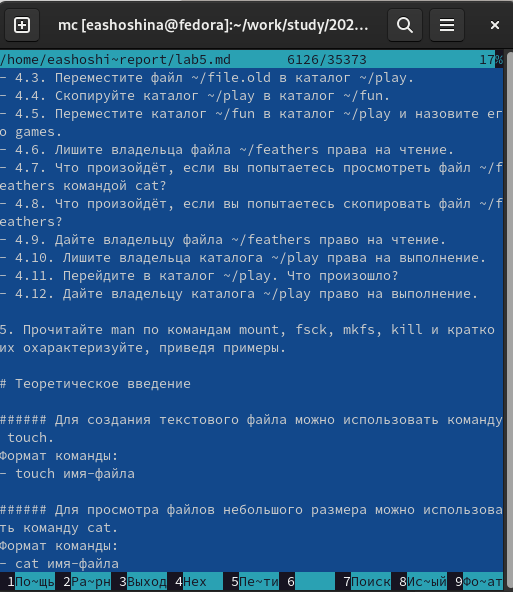 mc [eashoshina@fedora]:~/work/study/202...
/home/eashoshi~report/lab5.md 6126/35373 17%
- 4.3. Переместите файл ~/file.old в каталог ~/play.
- 4.4. Скопируйте каталог ~/play в каталог ~/fun.
- 4.5. Переместите каталог ~/fun в каталог ~/play и назовите ег
о games.
- 4.6. Лишите владельца файла ~/feathers права на чтение.
- 4.7. Что произойдёт, если вы попытаетесь просмотреть файл ~/f
eathers командой cat?
- 4.8. Что произойдёт, если вы попытаетесь скопировать файл ~/f
eathers?
- 4.9. Дайте владельцу файла ~/feathers право на чтение.
- 4.10. Лишите владельца каталога ~/play права на выполнение.
- 4.11. Перейдите в каталог ~/play. Что произошло?
- 4.12. Дайте владельцу каталога ~/play право на выполнение.
5. Прочитайте man по командам mount, fsck, mkfs, kill и кратко
их охарактеризуйте, приведя примеры.
# Теоретическое введение
###### Для создания текстового файла можно использовать команду
touch.
Формат команды:
- touch имя-файла
###### Для просмотра файлов небольшого размера можно использова
ть команду cat.
Формат команды:
- cat имя-файла
1По~щь 2Ра~рн 3Выход 4Hex 5Пе~ти 6 7Поиск 8Ис~ый 9Фо~ат